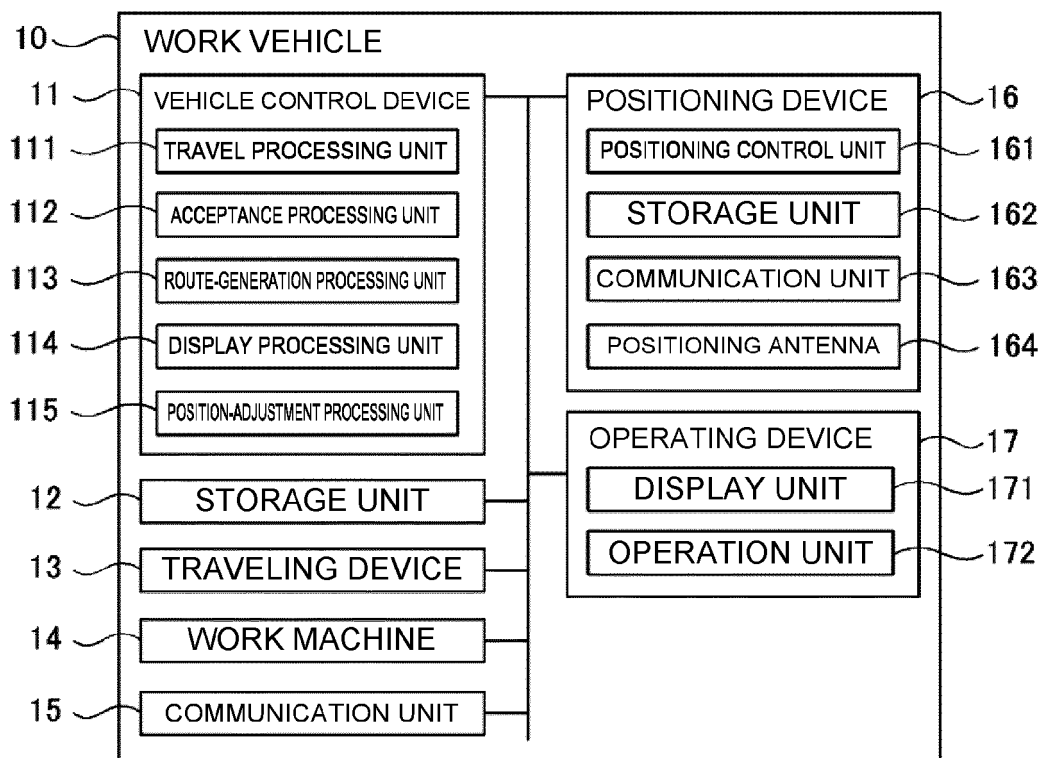 10 WORK VEHICLE
11 VEHICLE CONTROL DEVICE
111 TRAVEL PROCESSING UNIT
112 ACCEPTANCE PROCESSING UNIT
113 ROUTE-GENERATION PROCESSING UNIT
114 DISPLAY PROCESSING UNIT
115 POSITION-ADJUSTMENT PROCESSING UNIT
12 STORAGE UNIT
13 TRAVELING DEVICE
14 WORK MACHINE
15 COMMUNICATION UNIT
POSITIONING DEVICE 16
POSITIONING CONTROL UNIT 161
STORAGE UNIT 162
COMMUNICATION UNIT 163
POSITIONING ANTENNA 164
OPERATING DEVICE 17
DISPLAY UNIT 171
OPERATION UNIT 172